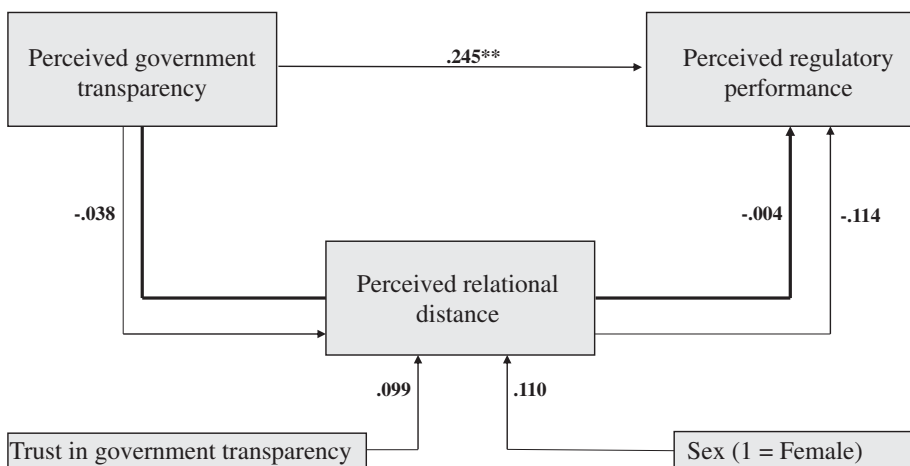 Perceived government
transparency
.245**
Perceived regulatory
performance
-.038
-.004
-.114
Perceived relational
distance
.099
.110
Trust in government transparency
Sex (1 = Female)